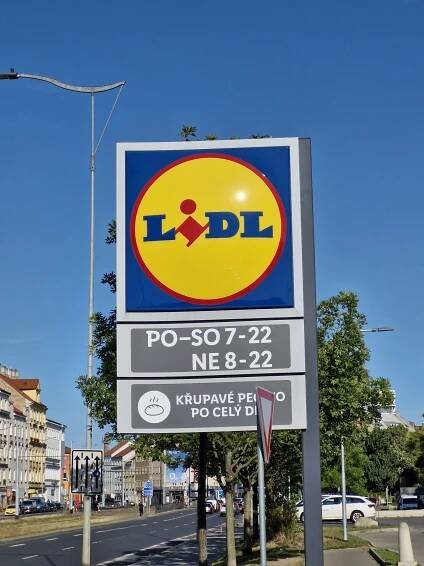 LIDL
PO–SO 7-22
NE 8-22
KŘUPAVÉ
PO CELÝ